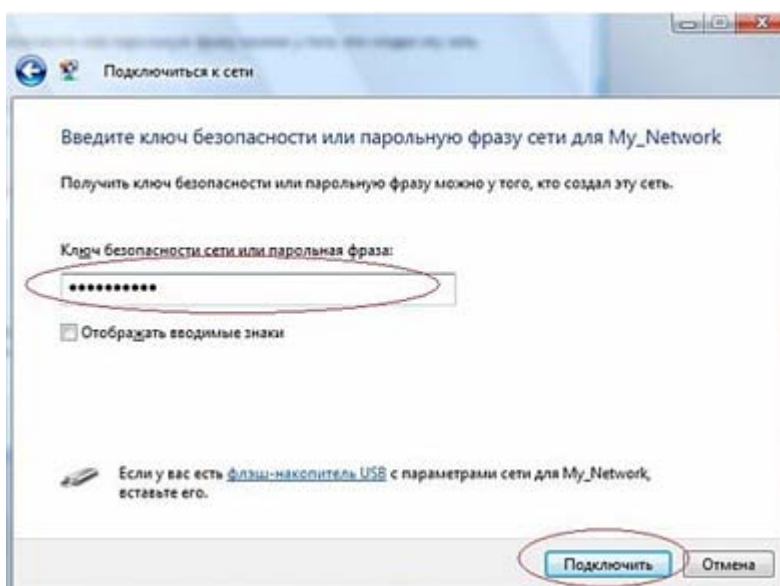 Подключиться к сети
Введите ключ безопасности или парольную фразу сети для My_Network
Получить ключ безопасности или парольную фразу можно у того, кто создал эту сеть.
Ключ безопасности сети или парольная фраза:
••••••••••
Отображать вводимые знаки
Если у вас есть флэш-накопитель USB с параметрами сети для My_Network,
вставьте его.
Подключить Отмена